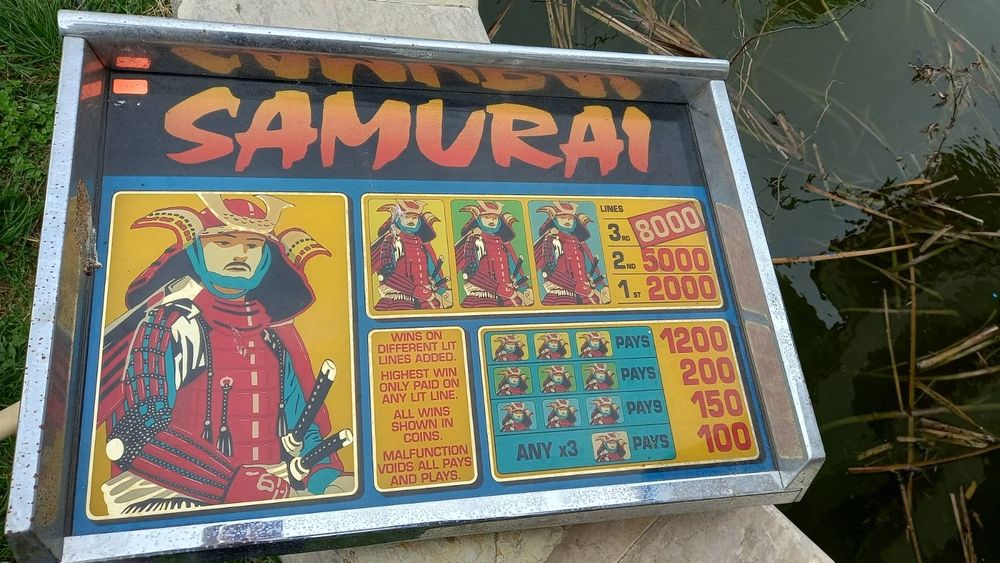 SAMURAI
LINES
3RD 8000
2ND 5000
1ST 2000
WINS ON
DIFFERENT LIT
LINES ADDED.
HIGHEST WIN
ONLY PAID ON
ANY LIT LINE.
ALL WINS
SHOWN IN
COINS.
MALFUNCTION
VOIDS ALL PAYS
AND PLAYS.
PAYS 1200
PAYS 200
PAYS 150
ANY x3 PAYS 100